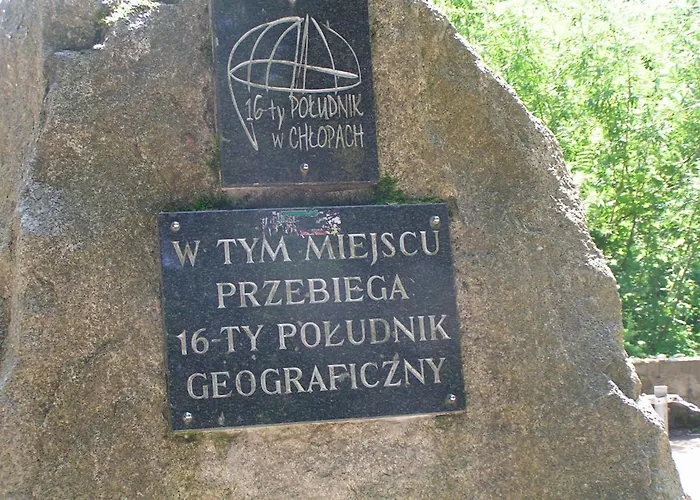 16-ty POŁUDNIK
w CHŁOPACH
W TYM MIEJSCU
PRZEBIEGA
16-TY POŁUDNIK
GEOGRAFICZNY